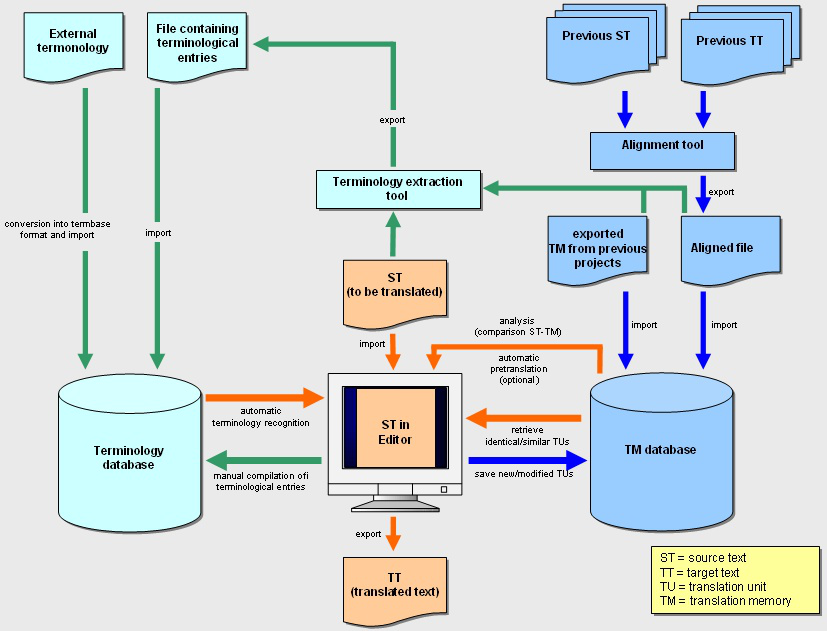 External
termonology
File containing
terminological
entries
Previous ST
Previous TT
export
Alignment tool
Terminology extraction
tool
export
conversion into termbase
format and import
import
exported
TM from previous
projects
Aligned file
ST
(to be translated)
import
analysis
(comparison ST-TM)
automatic
pretranslation
(optional)
import
import
automatic
terminology recognition
ST in
Editor
retrieve
identical/similar TUs
Terminology
database
TM database
manual compilation ofi
terminological entries
save new/modified TUs
export
TT
(translated text)
ST = source text
TT = target text
TU = translation unit
TM = translation memory